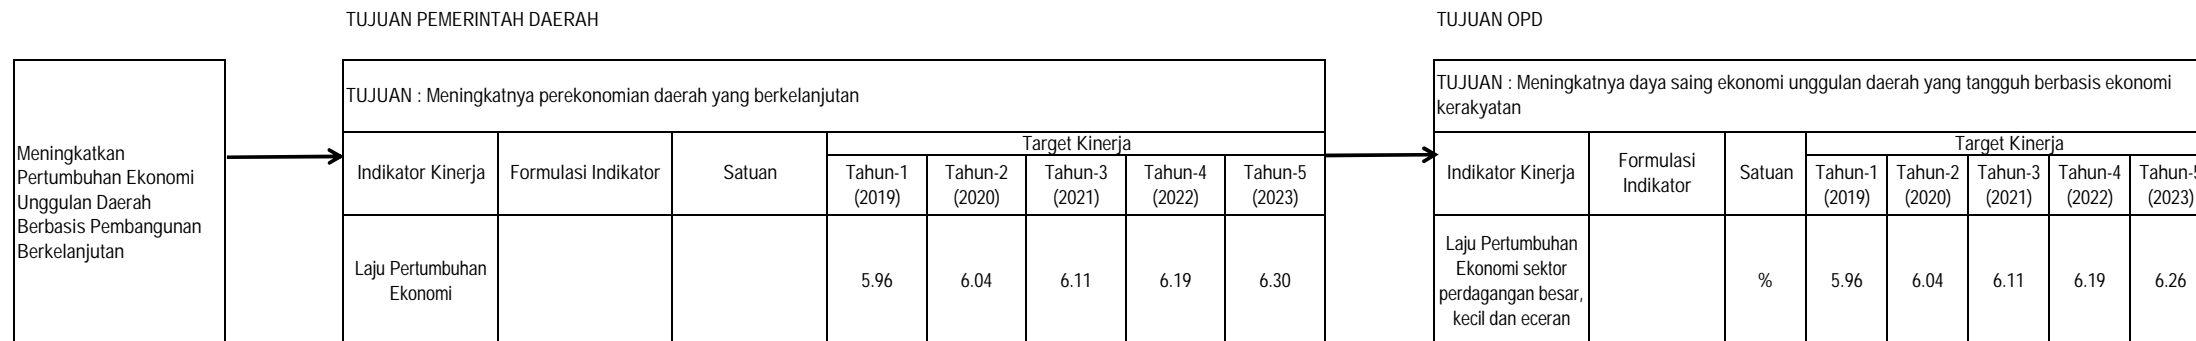 TUJUAN PEMERINTAH DAERAH
TUJUAN OPD
Meningkatkan
Pertumbuhan Ekonomi
Unggulan Daerah
Berbasis Pembangunan
Berkelanjutan
TUJUAN : Meningkatnya perekonomian daerah yang berkelanjutan
Indikator Kinerja
Formulasi Indikator
Satuan
Target Kinerja
Tahun-1
(2019)
Tahun-2
(2020)
Tahun-3
(2021)
Tahun-4
(2022)
Tahun-5
(2023)
Laju Pertumbuhan
Ekonomi
5.96
6.04
6.11
6.19
6.30
TUJUAN : Meningkatnya daya saing ekonomi unggulan daerah yang tangguh berbasis ekonomi
kerakyatan
Indikator Kinerja
Formulasi
Indikator
Satuan
Target Kinerja
Tahun-1
(2019)
Tahun-2
(2020)
Tahun-3
(2021)
Tahun-4
(2022)
Tahun-5
(2023)
Laju Pertumbuhan
Ekonomi sektor
perdagangan besar,
kecil dan eceran
%
5.96
6.04
6.11
6.19
6.26